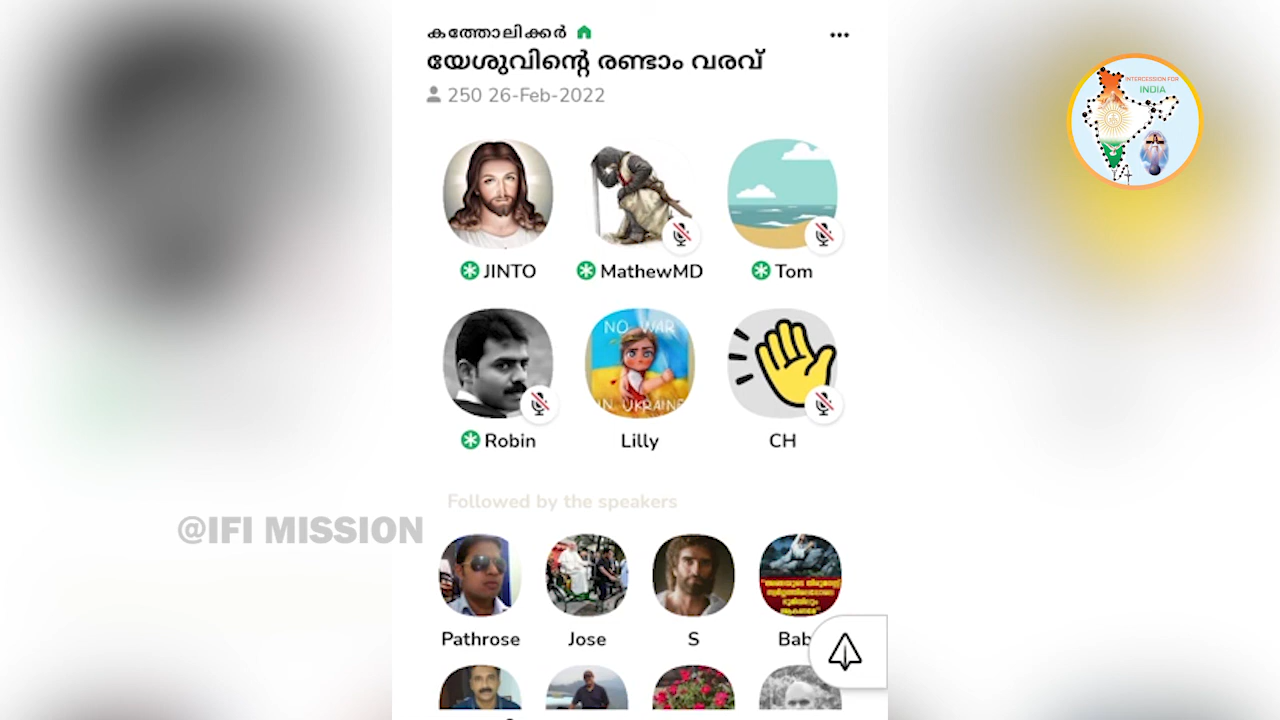 കത്തോലിക്കർ
യേശുവിന്റെ രണ്ടാം വരവ്
250 26-Feb-2022
INTERCESSION FOR
INDIA
JINTO
MathewMD
Tom
NO WAR
IN UKRAINE
Robin
Lilly
CH
Followed by the speakers
@IFI MISSION
Pathrose
Jose
S
Bab